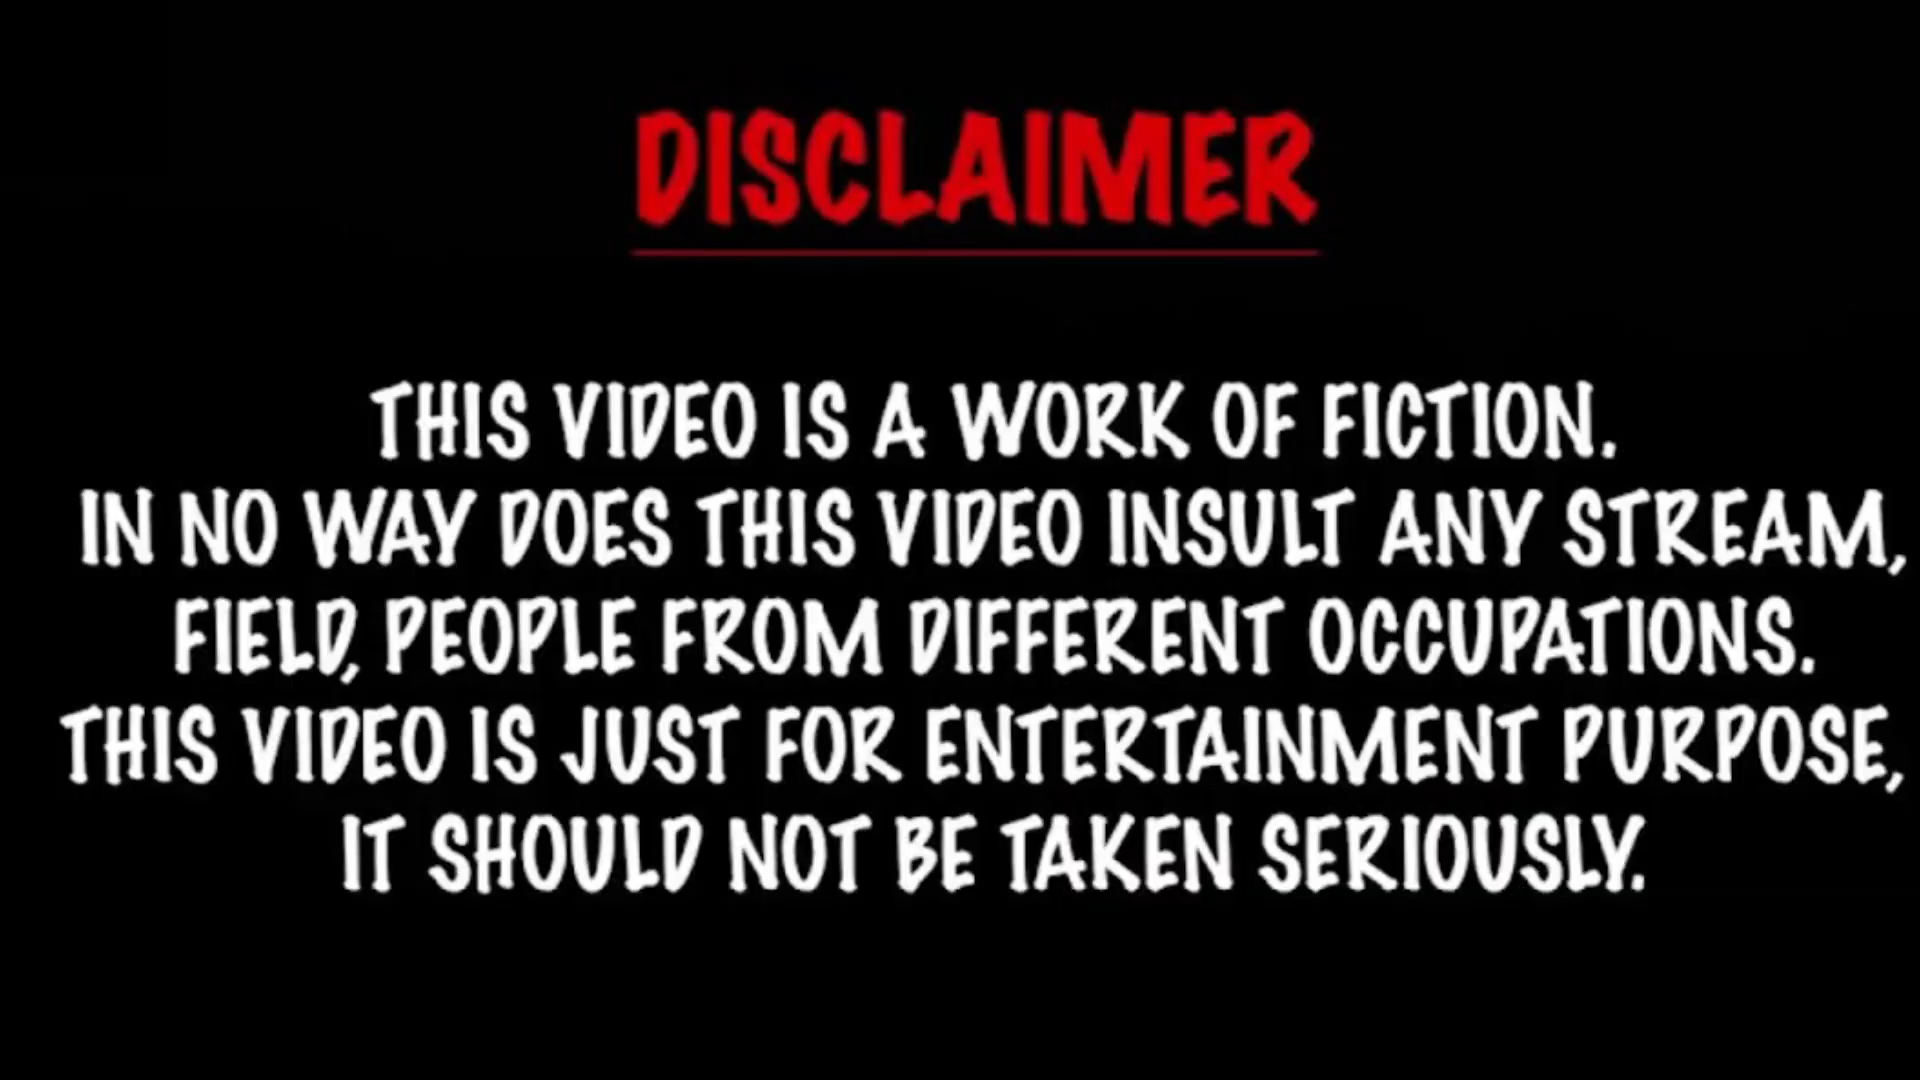 DISCLAIMER
THIS VIDEO IS A WORK OF FICTION.
IN NO WAY DOES THIS VIDEO INSULT ANY STREAM,
FIELD, PEOPLE FROM DIFFERENT OCCUPATIONS.
THIS VIDEO IS JUST FOR ENTERTAINMENT PURPOSE,
IT SHOULD NOT BE TAKEN SERIOUSLY.